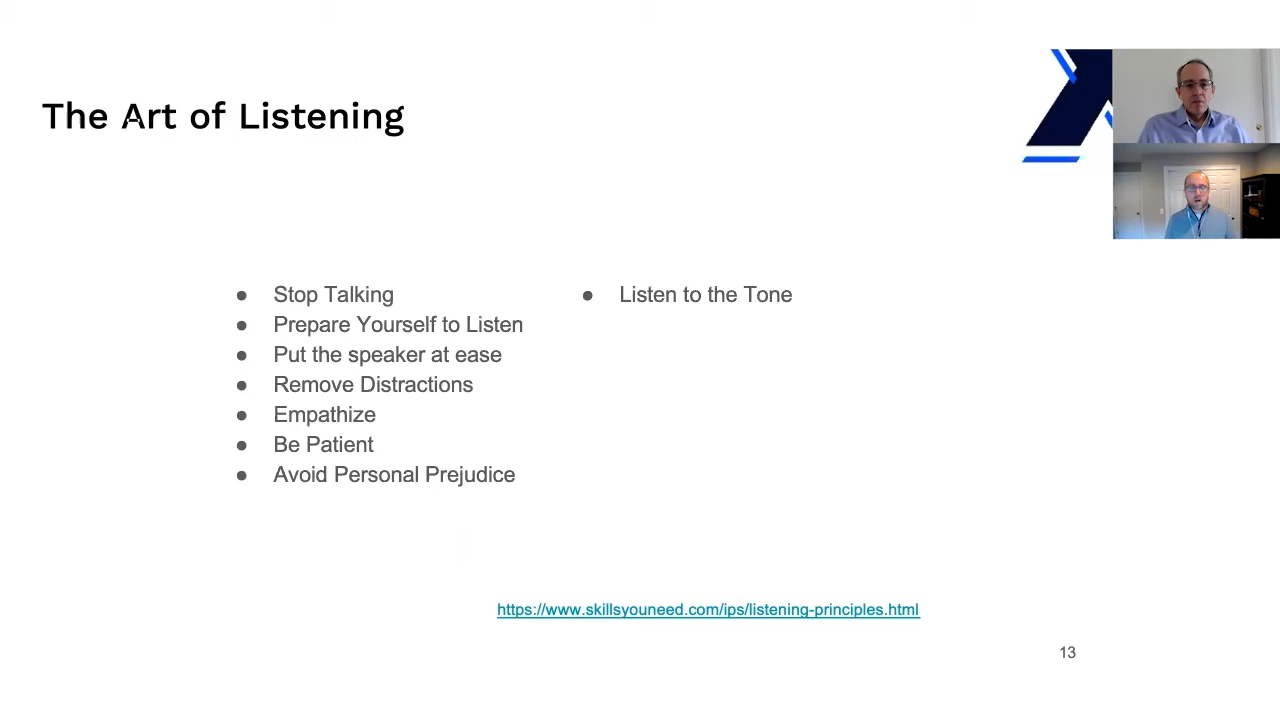 The Art of Listening
● Stop Talking
● Prepare Yourself to Listen
● Put the speaker at ease
● Remove Distractions
● Empathize
● Be Patient
● Avoid Personal Prejudice
● Listen to the Tone
https://www.skillsyouneed.com/ips/listening-principles.html
13